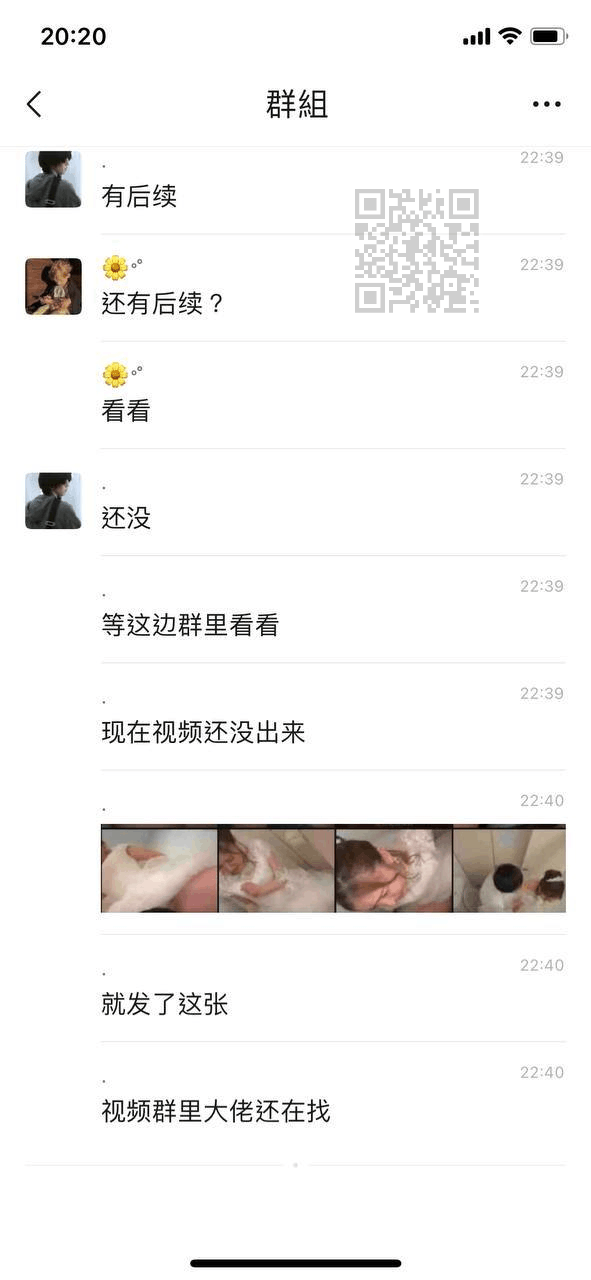 20:20
群組
.
22:39
有后续
22:39
还有后续？
22:39
看看
.
22:39
还没
.
22:39
等这边群里看看
.
22:39
现在视频还没出来
.
22:40
.
22:40
就发了这张
.
22:40
视频群里大佬还在找